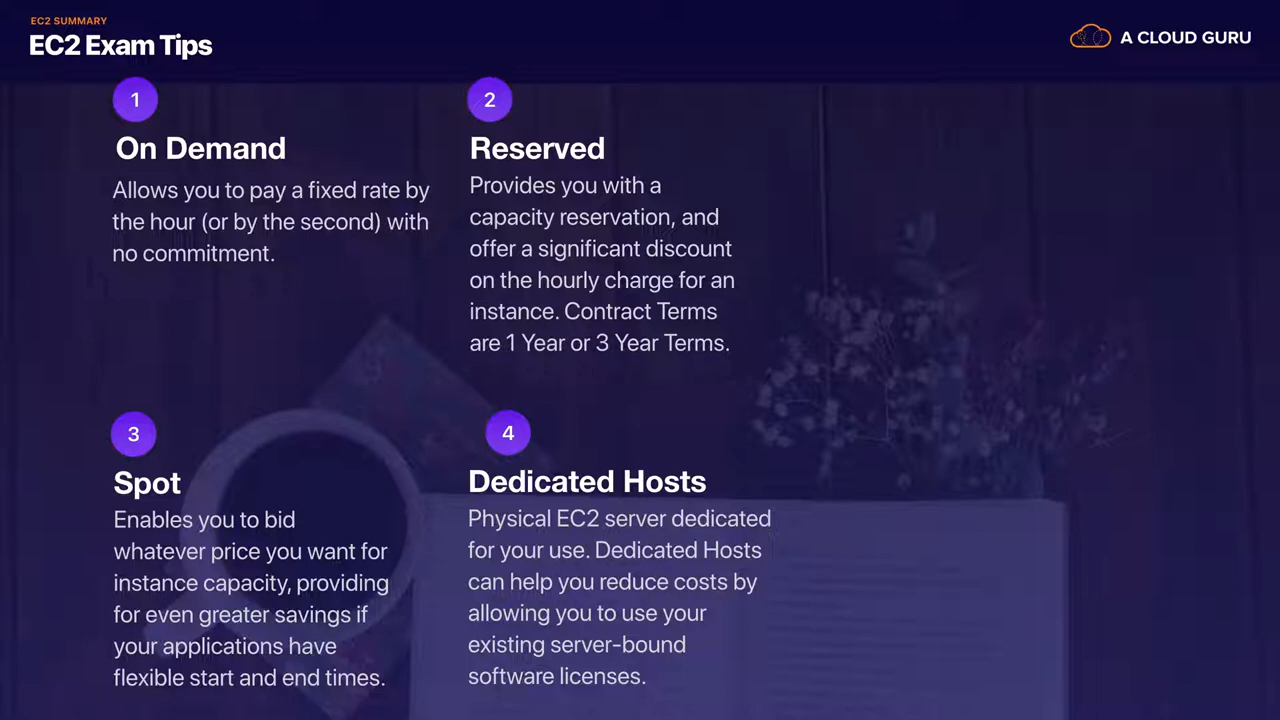 EC2 SUMMARY
EC2 Exam Tips
A CLOUD GURU
1
On Demand
Allows you to pay a fixed rate by
the hour (or by the second) with
no commitment.
2
Reserved
Provides you with a
capacity reservation, and
offer a significant discount
on the hourly charge for an
instance. Contract Terms
are 1 Year or 3 Year Terms.
3
Spot
Enables you to bid
whatever price you want for
instance capacity, providing
for even greater savings if
your applications have
flexible start and end times.
4
Dedicated Hosts
Physical EC2 server dedicated
for your use. Dedicated Hosts
can help you reduce costs by
allowing you to use your
existing server-bound
software licenses.